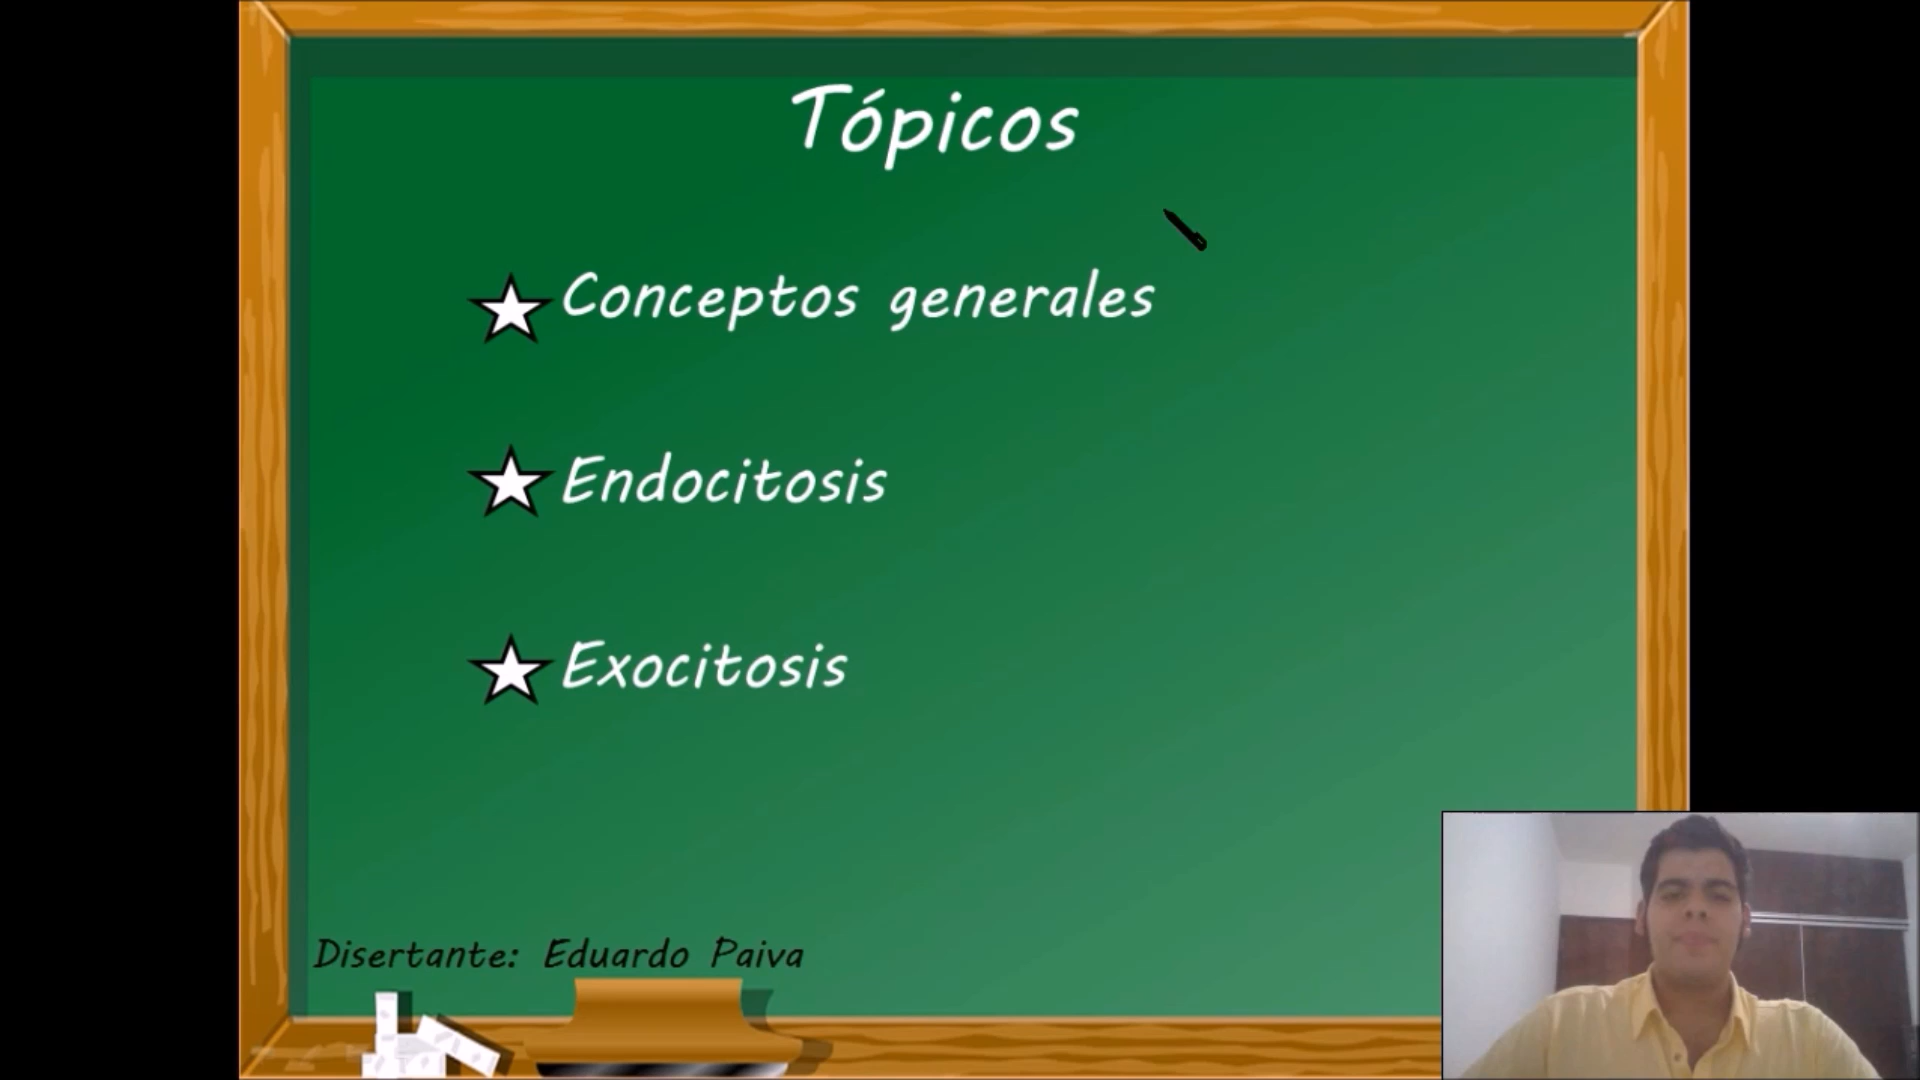 Tópicos
Conceptos generales
Endocitosis
Exocitosis
Disertante: Eduardo Paiva